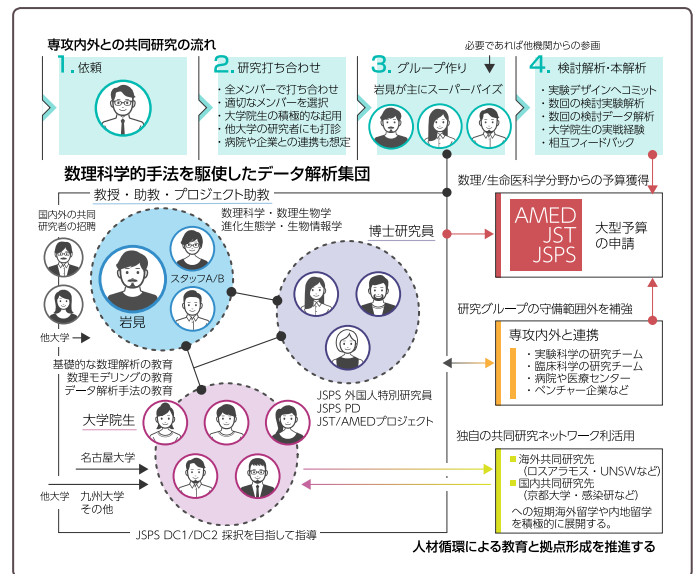 専攻内外との共同研究の流れ
必要であれば他機関からの参画
1. 依頼
2. 研究打ち合わせ
・全メンバーで打ち合わせ
・適切なメンバーを選択
・大学院生の積極的な起用
・他大学の研究者にも打診
・病院や企業との連携も想定
3. グループ作り
岩見が主にスーパーバイズ
4. 検討解析・本解析
・実験デザインへコミット
・数回の検討実験解析
・数回の検討データ解析
・大学院生の実戦経験
・相互フィードバック
数理科学的手法を駆使したデータ解析集団
教授・助教・プロジェクト助教
国内外の共同
研究者の招聘
数理科学・数理生物学
進化生態学・生物情報学
スタッフA/B
岩見
他大学
博士研究員
数理/生命医科学分野からの予算獲得
AMED
JST
JSPS
大型予算
の申請
研究グループの守備範囲外を補強
専攻内外と連携
・実験科学の研究チーム
・臨床科学の研究チーム
・病院や医療センター
・ベンチャー企業など
基礎的な数理解析の教育
数理モデリングの教育
データ解析手法の教育
JSPS 外国人特別研究員
JSPS PD
JST/AMEDプロジェクト
大学院生
名古屋大学
他大学
九州大学
その他
独自の共同研究ネットワーク利活用
海外共同研究先
（ロスアラモス・UNSWなど）
国内共同研究先
（京都大学・感染研など）
への短期海外留学や内地留学
を積極的に展開する。
JSPS DC1/DC2 採択を目指して指導
人材循環による教育と拠点形成を推進する